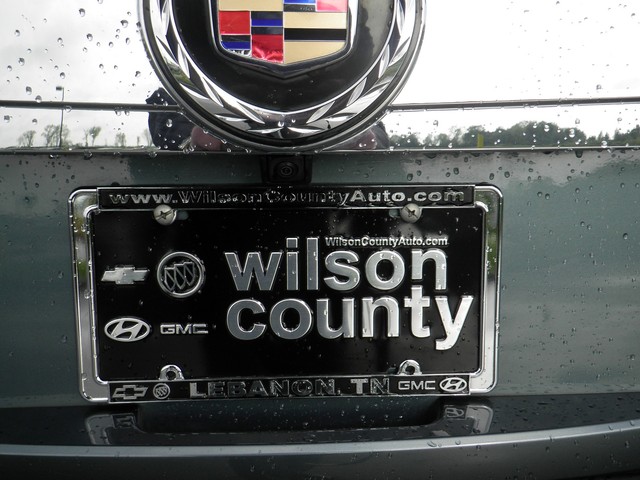 www.WilsonCountyAuto.com
WilsonCountyAuto.com
wilson
county
GMC
LEBANON, TN GMC